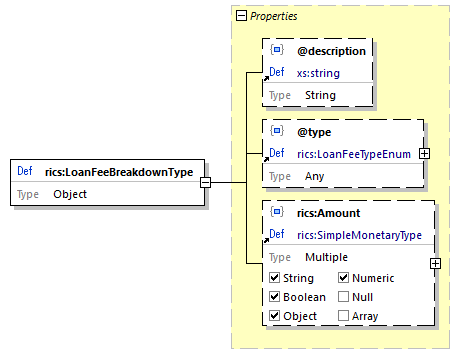 Properties
@description
Def xs:string
Type String
@type
Def rics:LoanFeeTypeEnum
Type Any
Def rics:LoanFeeBreakdownType
Type Object
rics:Amount
Def rics:SimpleMonetaryType
Type Multiple
String Numeric
Boolean Null
Object Array